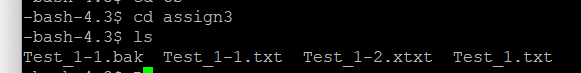 -bash-4.3$ cd assign3
-bash-4.3$ ls
Test_1-1.bak  Test_1-1.txt  Test_1-2.xtxt  Test_1.txt